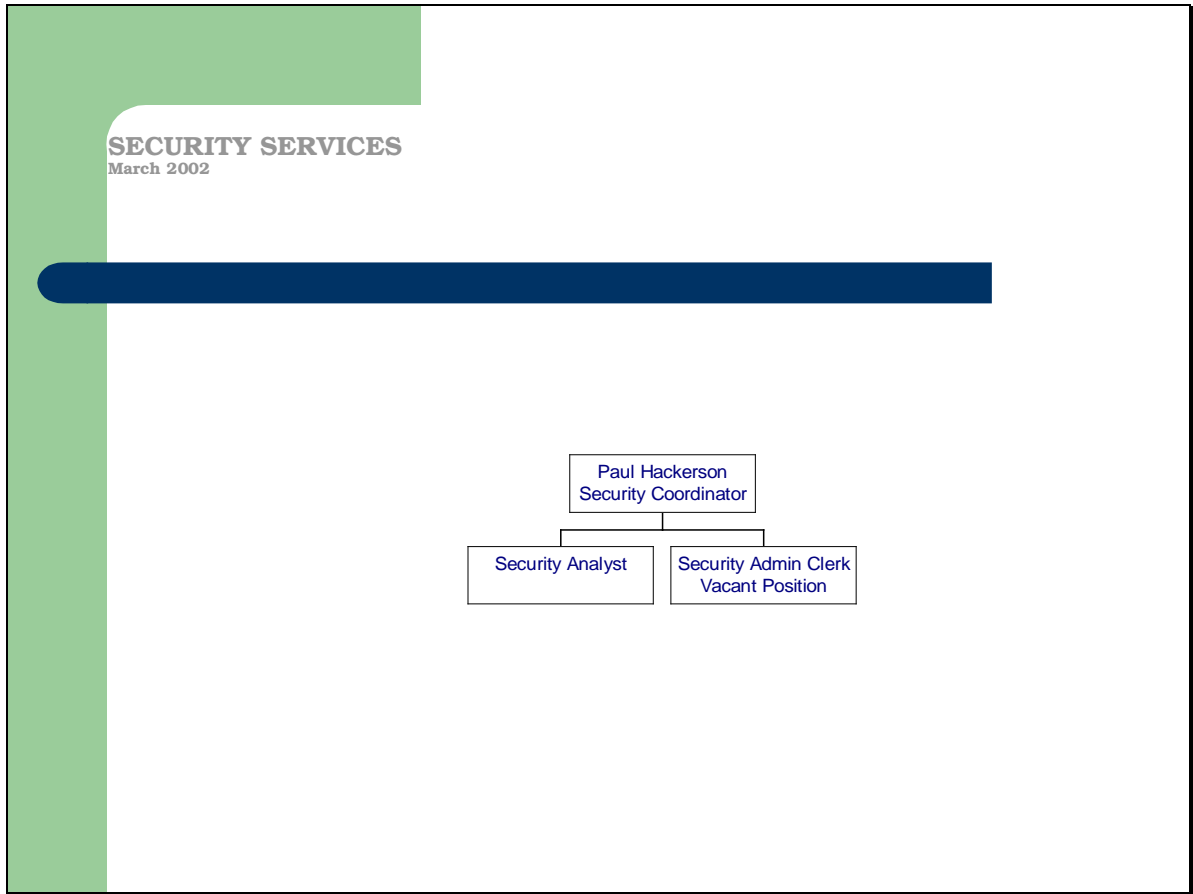 SECURITY SERVICES
March 2002
Paul Hackerson
Security Coordinator
Security Analyst
Security Admin Clerk
Vacant Position